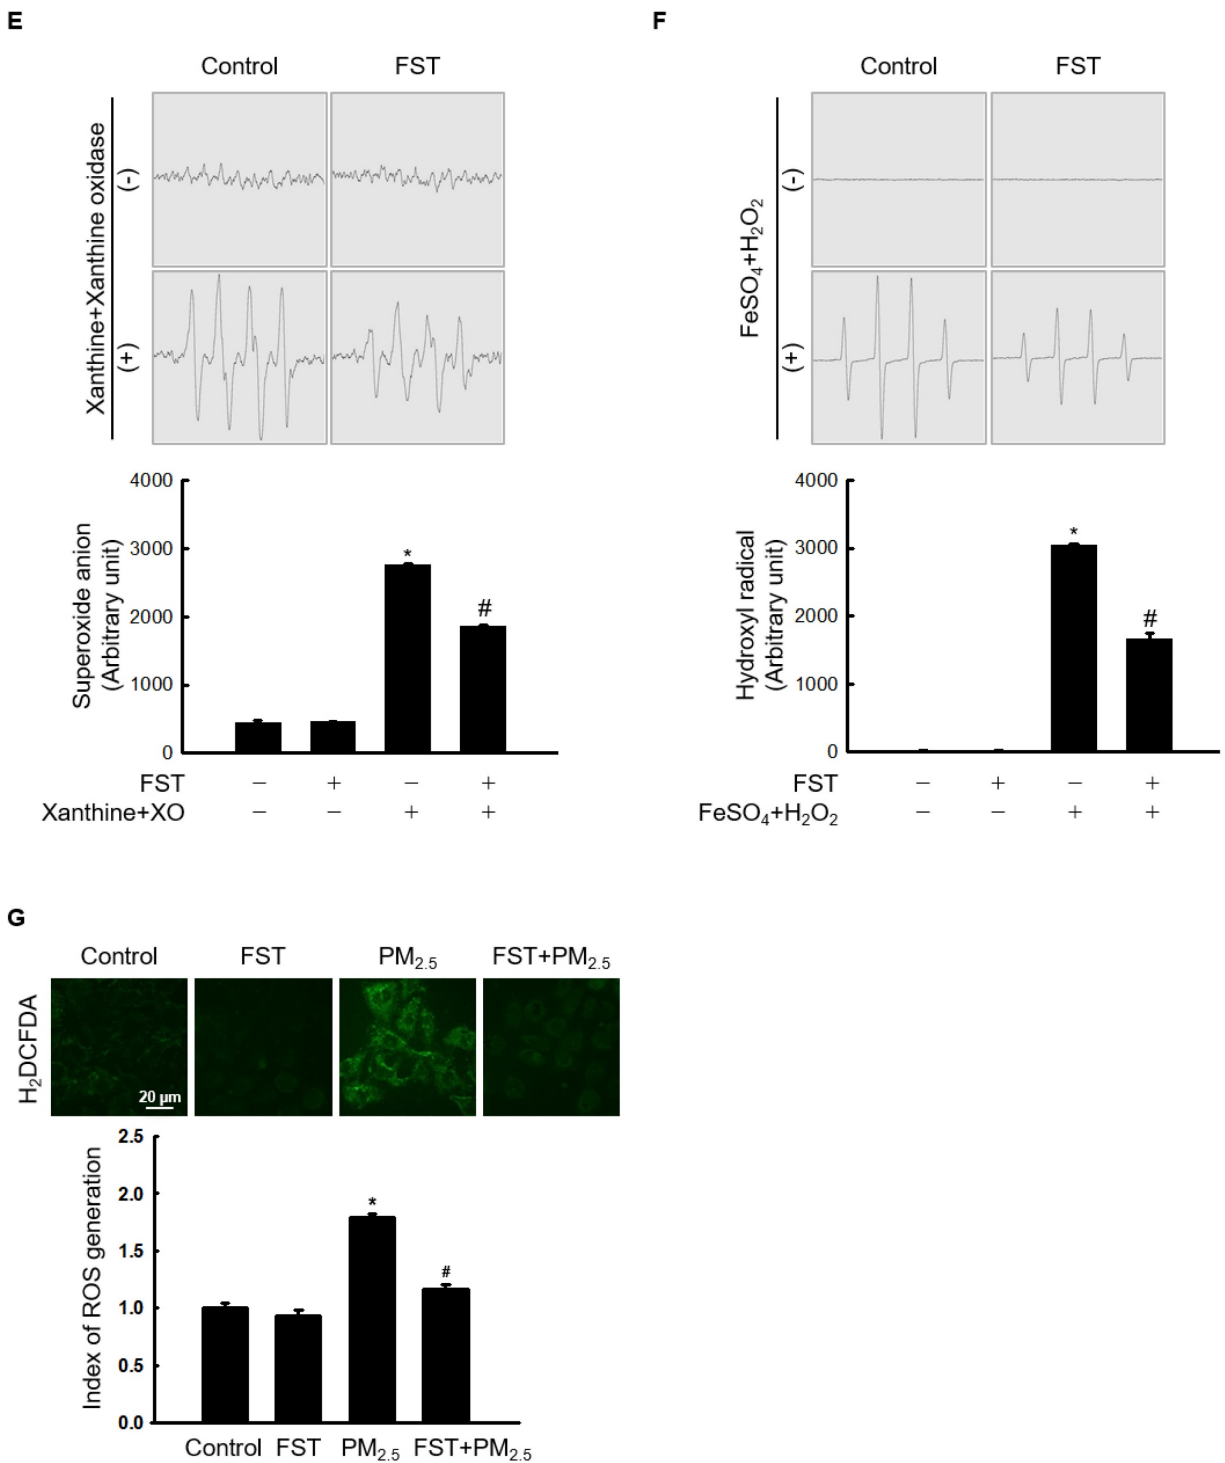 E
Control FST
Xanthine+Xanthine oxidase
(-)
(+)
4000
3000
2000
1000
0
Superoxide anion
(Arbitrary unit)
*
#
FST − + − +
Xanthine+XO − − + +
F
Control FST
FeSO₄+H₂O₂
(-)
(+)
4000
3000
2000
1000
0
Hydroxyl radical
(Arbitrary unit)
*
#
FST − + − +
FeSO₄+H₂O₂ − − + +
G
Control FST PM₂.₅ FST+PM₂.₅
H₂DCFDA
20 µm
2.5
2.0
1.5
1.0
0.5
0.0
Index of ROS generation
*
#
Control FST PM₂.₅ FST+PM₂.₅